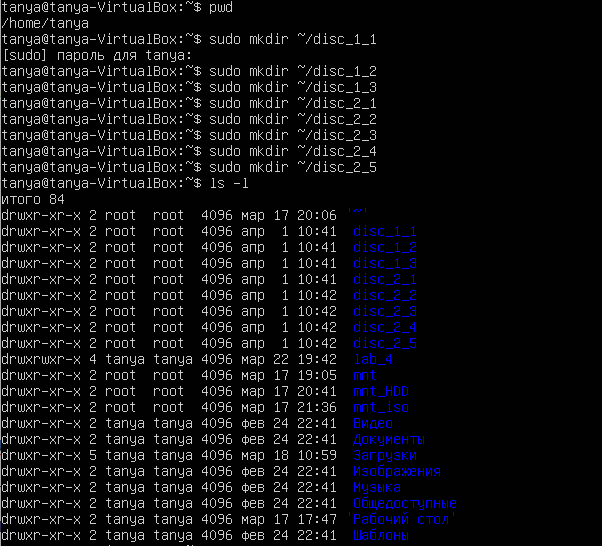 tanya@tanya-VirtualBox:~$ pwd
/home/tanya
tanya@tanya-VirtualBox:~$ sudo mkdir ~/disc_1_1
[sudo] пароль для tanya:
tanya@tanya-VirtualBox:~$ sudo mkdir ~/disc_1_2
tanya@tanya-VirtualBox:~$ sudo mkdir ~/disc_1_3
tanya@tanya-VirtualBox:~$ sudo mkdir ~/disc_2_1
tanya@tanya-VirtualBox:~$ sudo mkdir ~/disc_2_2
tanya@tanya-VirtualBox:~$ sudo mkdir ~/disc_2_3
tanya@tanya-VirtualBox:~$ sudo mkdir ~/disc_2_4
tanya@tanya-VirtualBox:~$ sudo mkdir ~/disc_2_5
tanya@tanya-VirtualBox:~$ ls -l
итого 84
drwxr-xr-x 2 root  root  4096 мар 17 20:06 '~'
drwxr-xr-x 2 root  root  4096 апр  1 10:41  disc_1_1
drwxr-xr-x 2 root  root  4096 апр  1 10:41  disc_1_2
drwxr-xr-x 2 root  root  4096 апр  1 10:41  disc_1_3
drwxr-xr-x 2 root  root  4096 апр  1 10:41  disc_2_1
drwxr-xr-x 2 root  root  4096 апр  1 10:42  disc_2_2
drwxr-xr-x 2 root  root  4096 апр  1 10:42  disc_2_3
drwxr-xr-x 2 root  root  4096 апр  1 10:42  disc_2_4
drwxr-xr-x 2 root  root  4096 апр  1 10:42  disc_2_5
drwxrwxr-x 4 tanya tanya 4096 мар 22 19:42  lab_4
drwxr-xr-x 2 root  root  4096 мар 17 19:05  mnt
drwxr-xr-x 2 root  root  4096 мар 17 20:41  mnt_HDD
drwxr-xr-x 2 root  root  4096 мар 17 21:36  mnt_iso
drwxr-xr-x 2 tanya tanya 4096 фев 24 22:41  Видео
drwxr-xr-x 2 tanya tanya 4096 фев 24 22:41  Документы
drwxr-xr-x 5 tanya tanya 4096 мар 18 10:59  Загрузки
drwxr-xr-x 2 tanya tanya 4096 фев 24 22:41  Изображения
drwxr-xr-x 2 tanya tanya 4096 фев 24 22:41  Музыка
drwxr-xr-x 2 tanya tanya 4096 фев 24 22:41  Общедоступные
drwxr-xr-x 2 tanya tanya 4096 мар 17 17:47 'Рабочий стол'
drwxr-xr-x 2 tanya tanya 4096 фев 24 22:41  Шаблоны